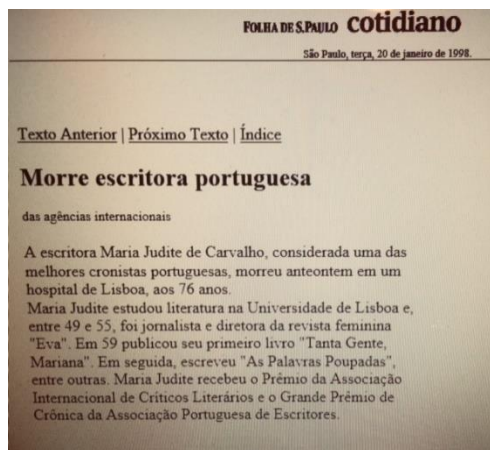 FOLHA DE S.PAULO cotidiano
São Paulo, terça, 20 de janeiro de 1998.
Texto Anterior | Próximo Texto | Índice
Morre escritora portuguesa
das agências internacionais
A escritora Maria Judite de Carvalho, considerada uma das
melhores cronistas portuguesas, morreu anteontem em um
hospital de Lisboa, aos 76 anos.
Maria Judite estudou literatura na Universidade de Lisboa e,
entre 49 e 55, foi jornalista e diretora da revista feminina
"Eva". Em 59 publicou seu primeiro livro "Tanta Gente,
Mariana". Em seguida, escreveu "As Palavras Poupadas",
entre outras. Maria Judite recebeu o Prêmio da Associação
Internacional de Críticos Literários e o Grande Prêmio de
Crônica da Associação Portuguesa de Escritores.